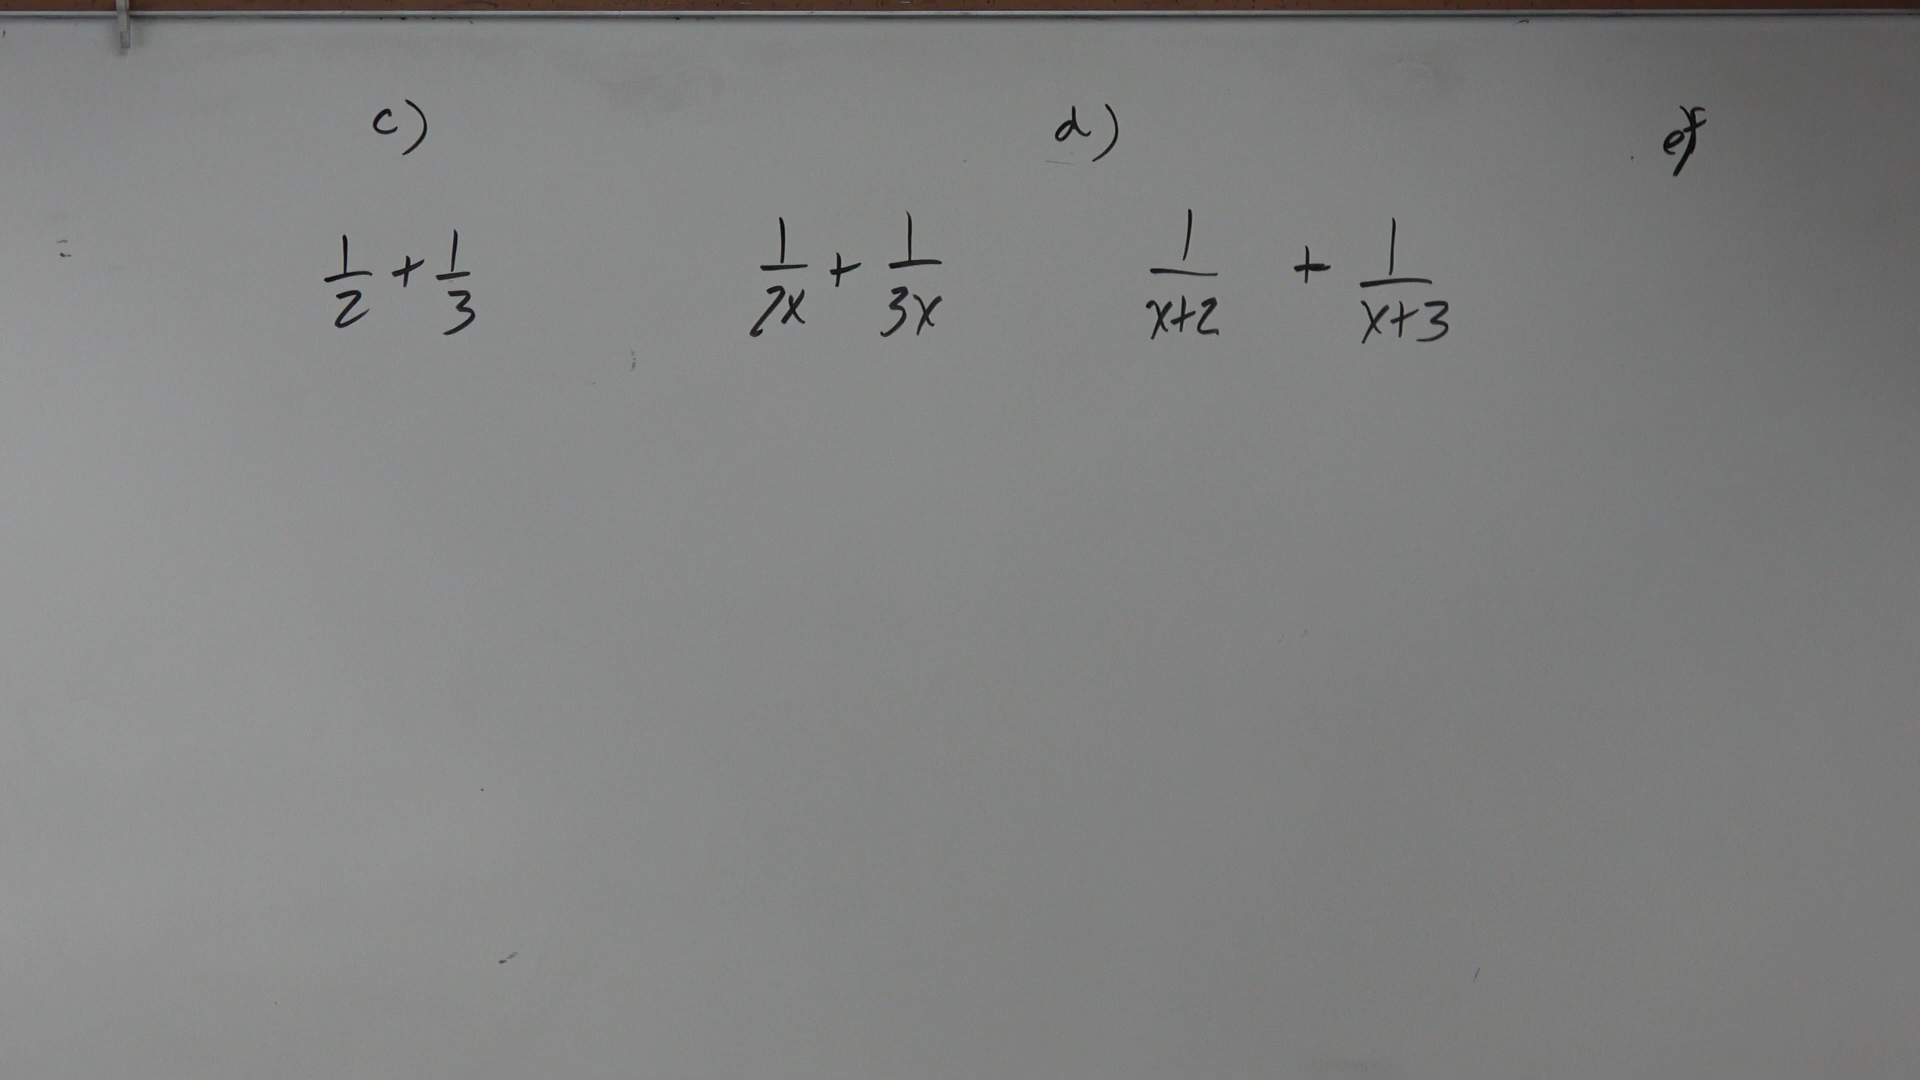 c) d)
1/2 + 1/3 1/2x + 1/3x 1/x+2 + 1/x+3